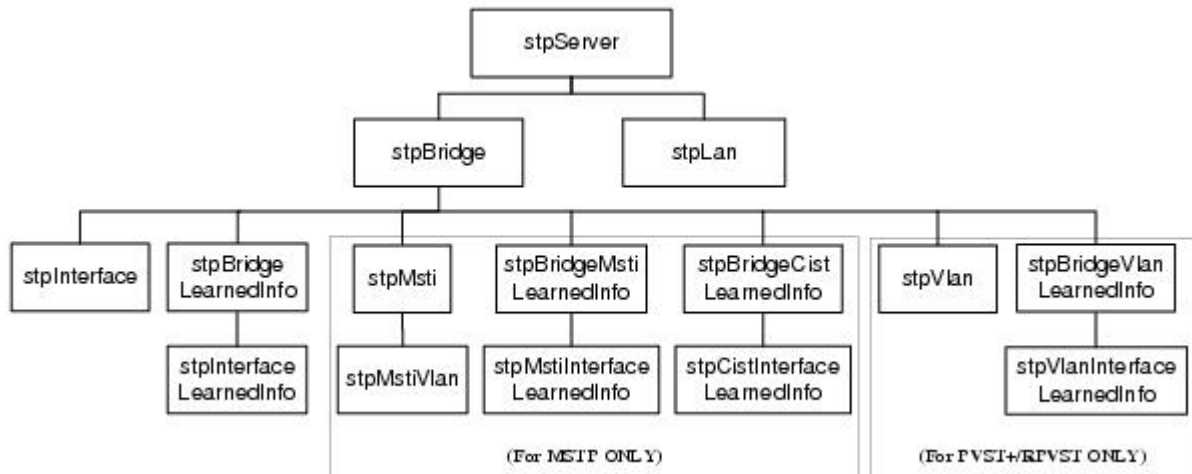 stpServer
stpBridge
stpLan
stpInterface
stpBridge
LearnedInfo
stpMsti
stpBridgeMsti
LearnedInfo
stpBridgeCist
LearnedInfo
stpVlan
stpBridgeVlan
LearnedInfo
stpInterface
LearnedInfo
stpMstiVlan
stpMstiInterface
LearnedInfo
stpCistInterface
LearnedInfo
stpVlanInterface
LearnedInfo
(For MSTP ONLY)
(For PVST+/RPVST ONLY)